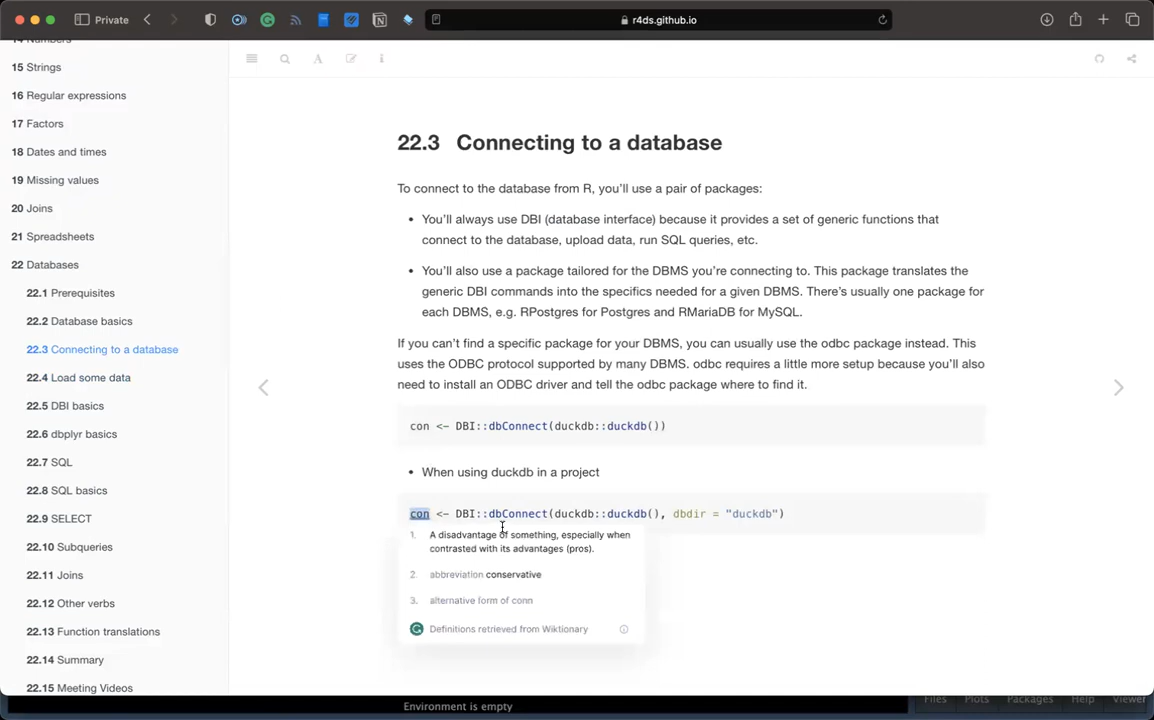 Private
r4ds.github.io
14 Numbers
15 Strings
16 Regular expressions
17 Factors
18 Dates and times
19 Missing values
20 Joins
21 Spreadsheets
22 Databases
22.1 Prerequisites
22.2 Database basics
22.3 Connecting to a database
22.4 Load some data
22.5 DBI basics
22.6 dbplyr basics
22.7 SQL
22.8 SQL basics
22.9 SELECT
22.10 Subqueries
22.11 Joins
22.12 Other verbs
22.13 Function translations
22.14 Summary
22.15 Meeting Videos
22.3 Connecting to a database
To connect to the database from R, you'll use a pair of packages:
• You'll always use DBI (database interface) because it provides a set of generic functions that
connect to the database, upload data, run SQL queries, etc.
• You'll also use a package tailored for the DBMS you're connecting to. This package translates the
generic DBI commands into the specifics needed for a given DBMS. There's usually one package for
each DBMS, e.g. RPostgres for Postgres and RMariaDB for MySQL.
If you can't find a specific package for your DBMS, you can usually use the odbc package instead. This
uses the ODBC protocol supported by many DBMS. odbc requires a little more setup because you'll also
need to install an ODBC driver and tell the odbc package where to find it.
con <- DBI::dbConnect(duckdb::duckdb())
• When using duckdb in a project
con <- DBI::dbConnect(duckdb::duckdb(), dbdir = "duckdb")
1. A disadvantage of something, especially when
contrasted with its advantages (pros).
2. abbreviation conservative
3. alternative form of conn
Definitions retrieved from Wiktionary
Environment is empty
Files Plots Packages Help Viewer